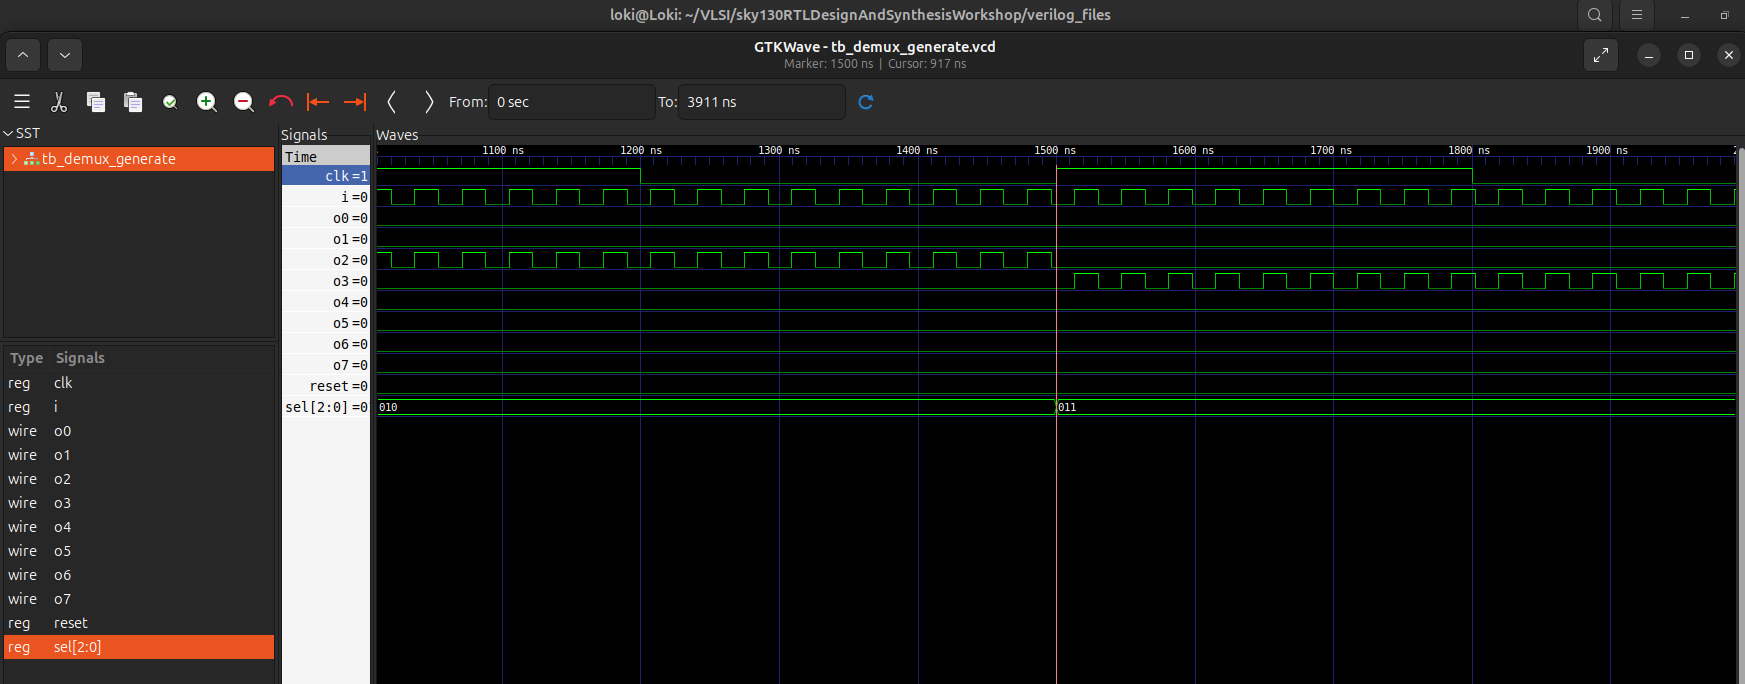 loki@Loki: ~/VLSI/sky130RTLDesignAndSynthesisWorkshop/verilog_files
GTKWave - tb_demux_generate.vcd
Marker: 1500 ns | Cursor: 917 ns
From: 0 sec To: 3911 ns
SST
tb_demux_generate
Type Signals
reg clk
reg i
wire o0
wire o1
wire o2
wire o3
wire o4
wire o5
wire o6
wire o7
reg reset
reg sel[2:0]
Signals
Time
clk=1
i=0
o0=0
o1=0
o2=0
o3=0
o4=0
o5=0
o6=0
o7=0
reset=0
sel[2:0]=0
Waves
1100 ns 1200 ns 1300 ns 1400 ns 1500 ns 1600 ns 1700 ns 1800 ns 1900 ns
010 011